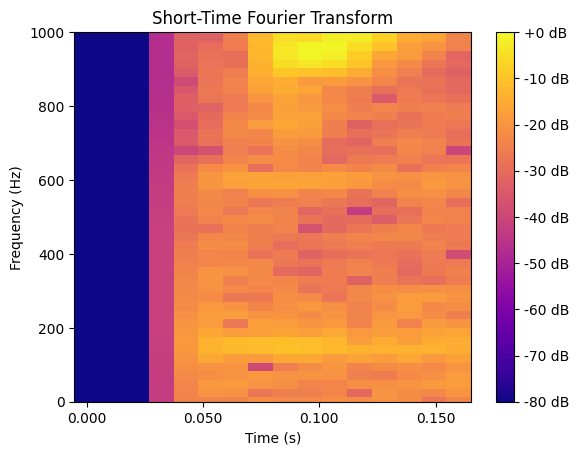 Short-Time Fourier Transform
1000
800
600
400
200
0
Frequency (Hz)
0.000
0.050
0.100
0.150
Time (s)
+0 dB
-10 dB
-20 dB
-30 dB
-40 dB
-50 dB
-60 dB
-70 dB
-80 dB